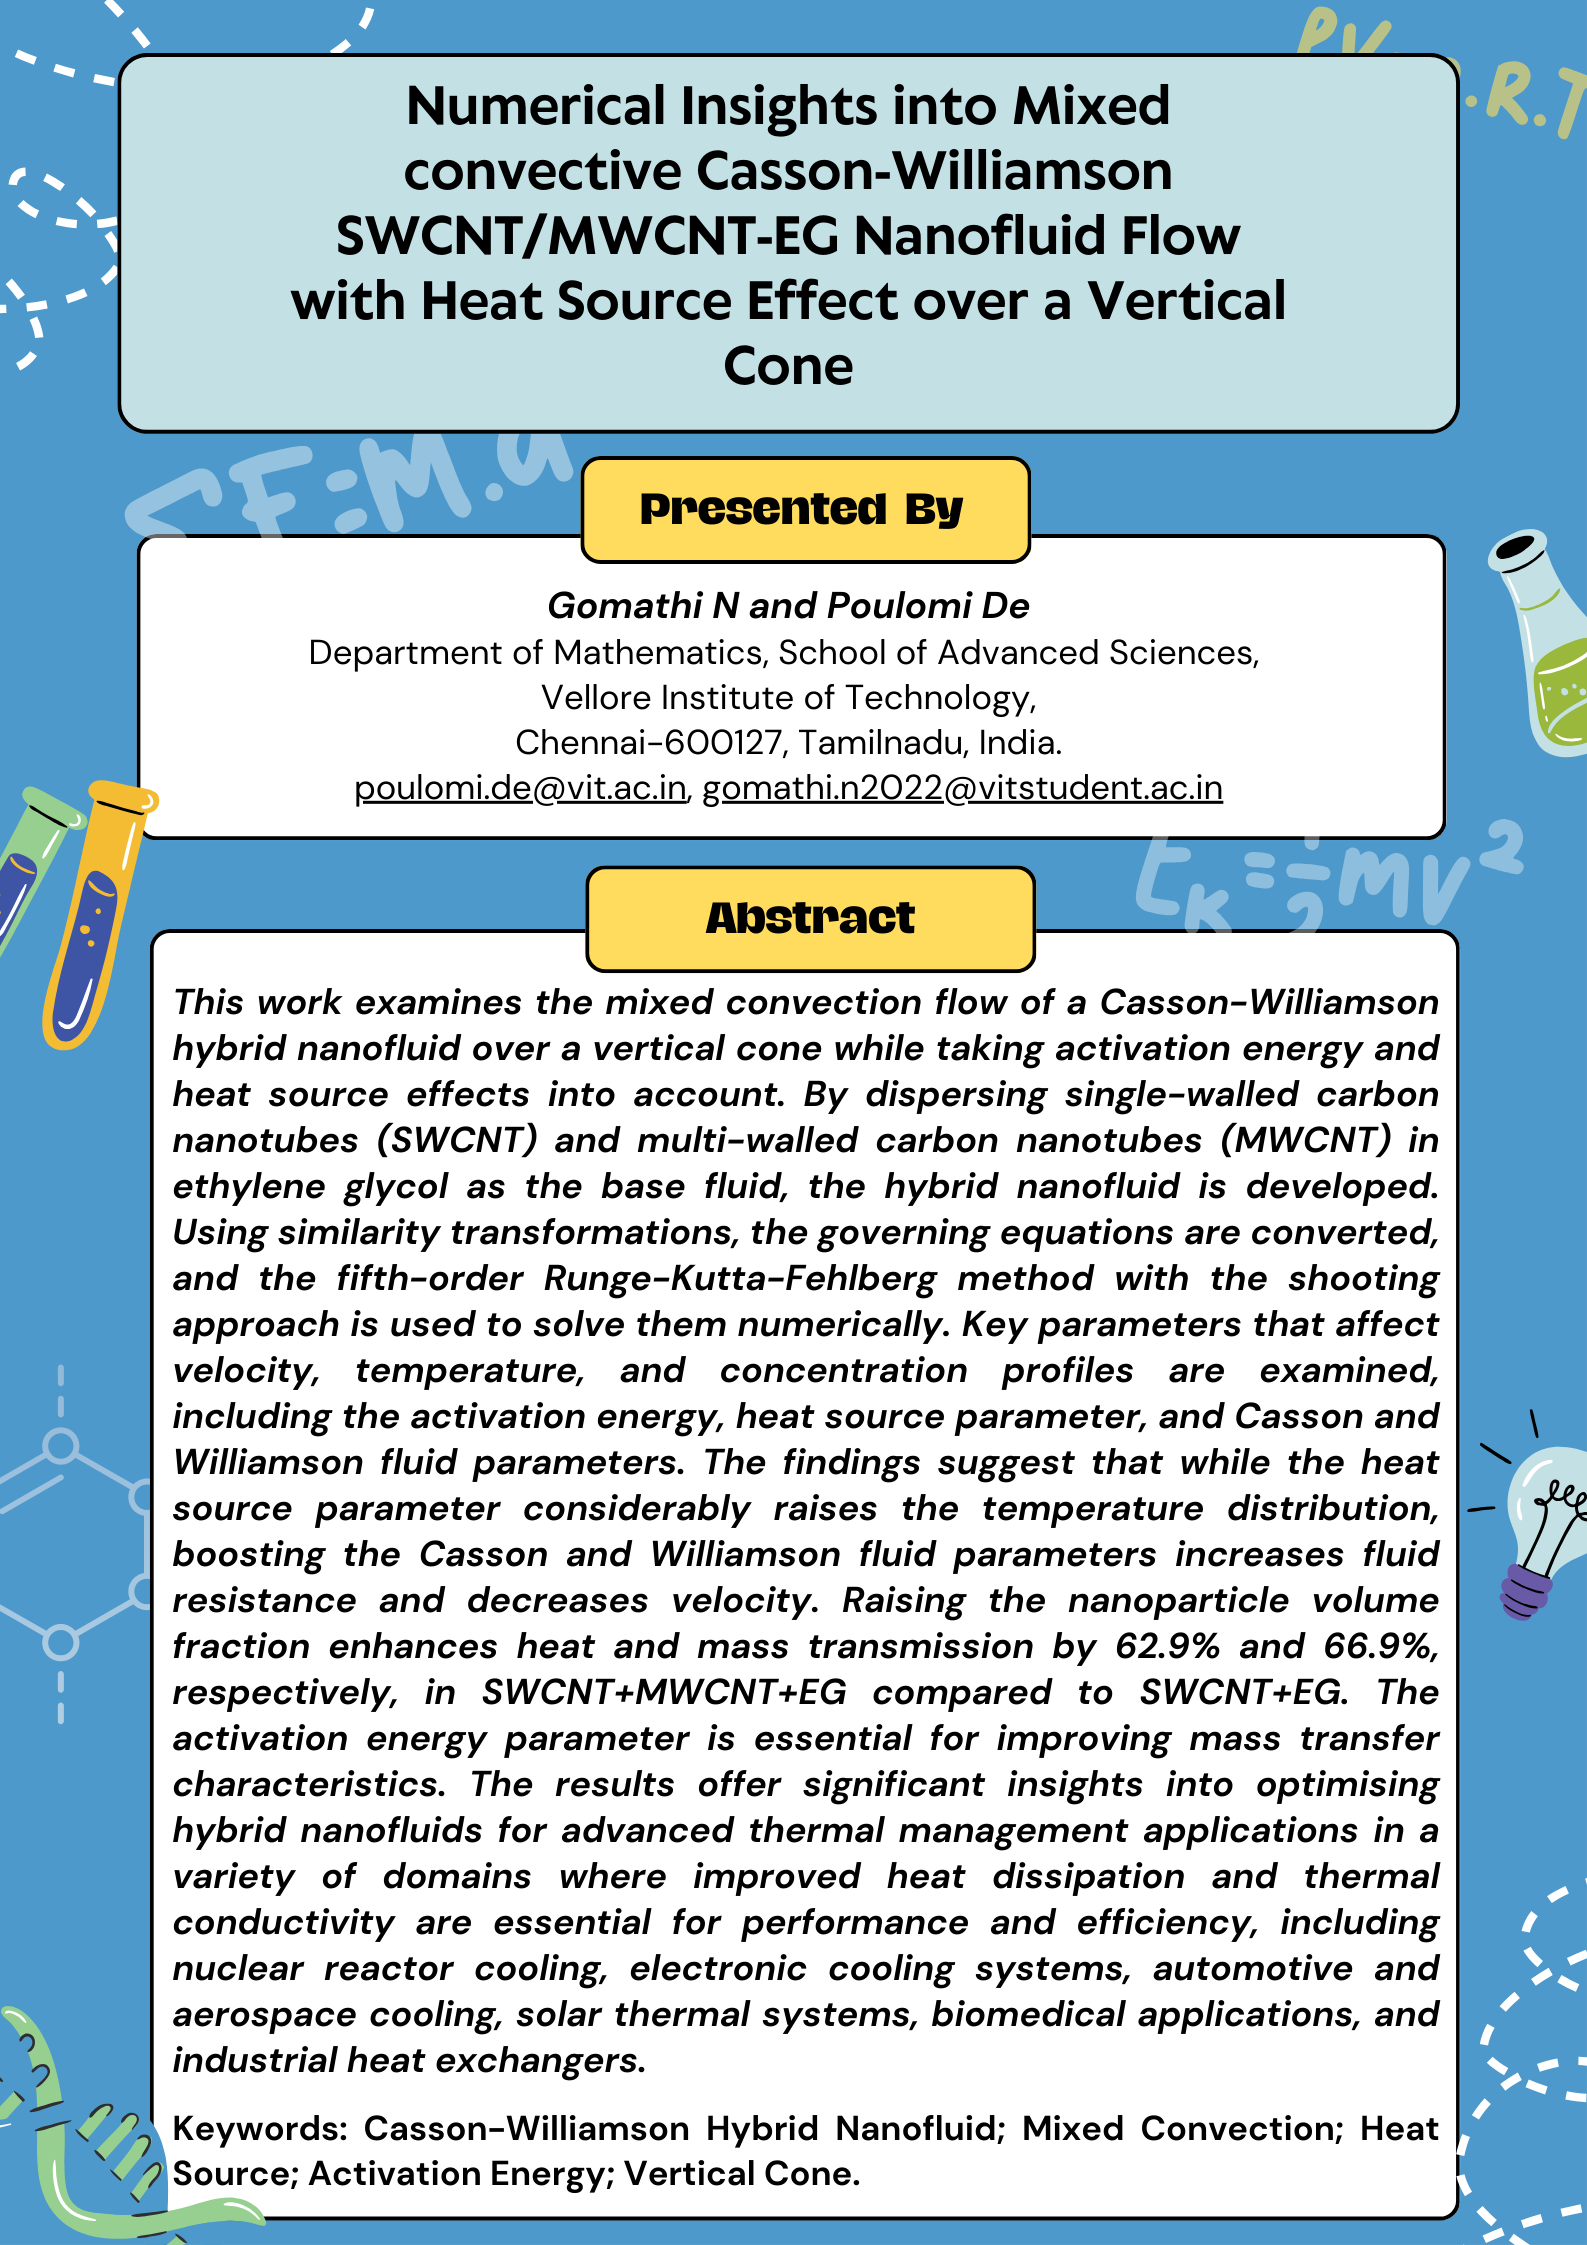 P.V
.R.T
Numerical Insights into Mixed
convective Casson-Williamson
SWCNT/MWCNT-EG Nanofluid Flow
with Heat Source Effect over a Vertical
Cone
ΣF=M.a
Presented By
Gomathi N and Poulomi De
Department of Mathematics, School of Advanced Sciences,
Vellore Institute of Technology,
Chennai-600127, Tamilnadu, India.
poulomi.de@vit.ac.in, gomathi.n2022@vitstudent.ac.in
Eк=½mv²
Abstract
This work examines the mixed convection flow of a Casson-Williamson
hybrid nanofluid over a vertical cone while taking activation energy and
heat source effects into account. By dispersing single-walled carbon
nanotubes (SWCNT) and multi-walled carbon nanotubes (MWCNT) in
ethylene glycol as the base fluid, the hybrid nanofluid is developed.
Using similarity transformations, the governing equations are converted,
and the fifth-order Runge-Kutta-Fehlberg method with the shooting
approach is used to solve them numerically. Key parameters that affect
velocity, temperature, and concentration profiles are examined,
including the activation energy, heat source parameter, and Casson and
Williamson fluid parameters. The findings suggest that while the heat
source parameter considerably raises the temperature distribution,
boosting the Casson and Williamson fluid parameters increases fluid
resistance and decreases velocity. Raising the nanoparticle volume
fraction enhances heat and mass transmission by 62.9% and 66.9%,
respectively, in SWCNT+MWCNT+EG compared to SWCNT+EG. The
activation energy parameter is essential for improving mass transfer
characteristics. The results offer significant insights into optimising
hybrid nanofluids for advanced thermal management applications in a
variety of domains where improved heat dissipation and thermal
conductivity are essential for performance and efficiency, including
nuclear reactor cooling, electronic cooling systems, automotive and
aerospace cooling, solar thermal systems, biomedical applications, and
industrial heat exchangers.
Keywords: Casson-Williamson Hybrid Nanofluid; Mixed Convection; Heat
Source; Activation Energy; Vertical Cone.